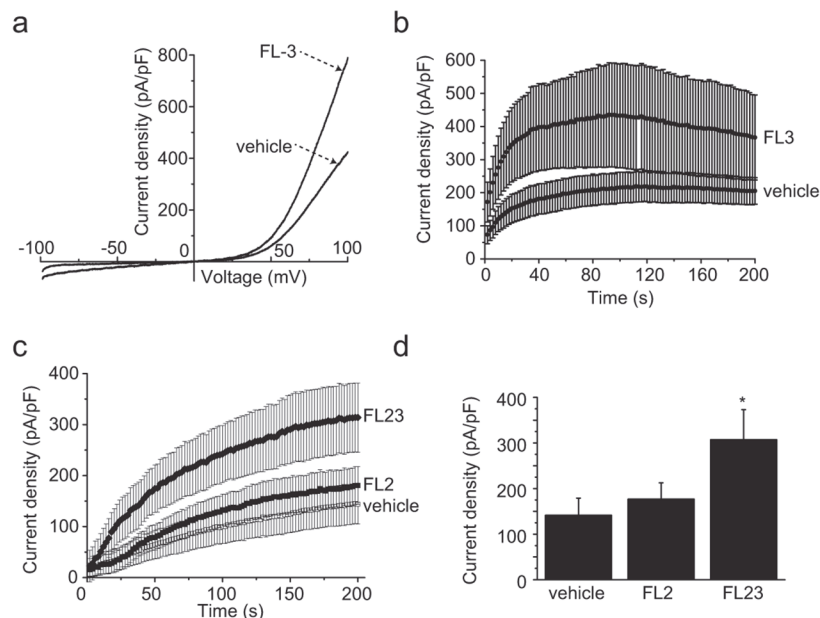 a
Current density (pA/pF)
800
600
400
200
0
-100
-50
0
50
100
Voltage (mV)
FL-3
vehicle
b
Current density (pA/pF)
600
500
400
300
200
100
0
0
40
80
120
160
200
Time (s)
FL3
vehicle
c
Current density (pA/pF)
400
300
200
100
0
0
50
100
150
200
Time (s)
FL23
FL2
vehicle
d
Current density (pA/pF)
400
300
200
100
0
*
vehicle
FL2
FL23